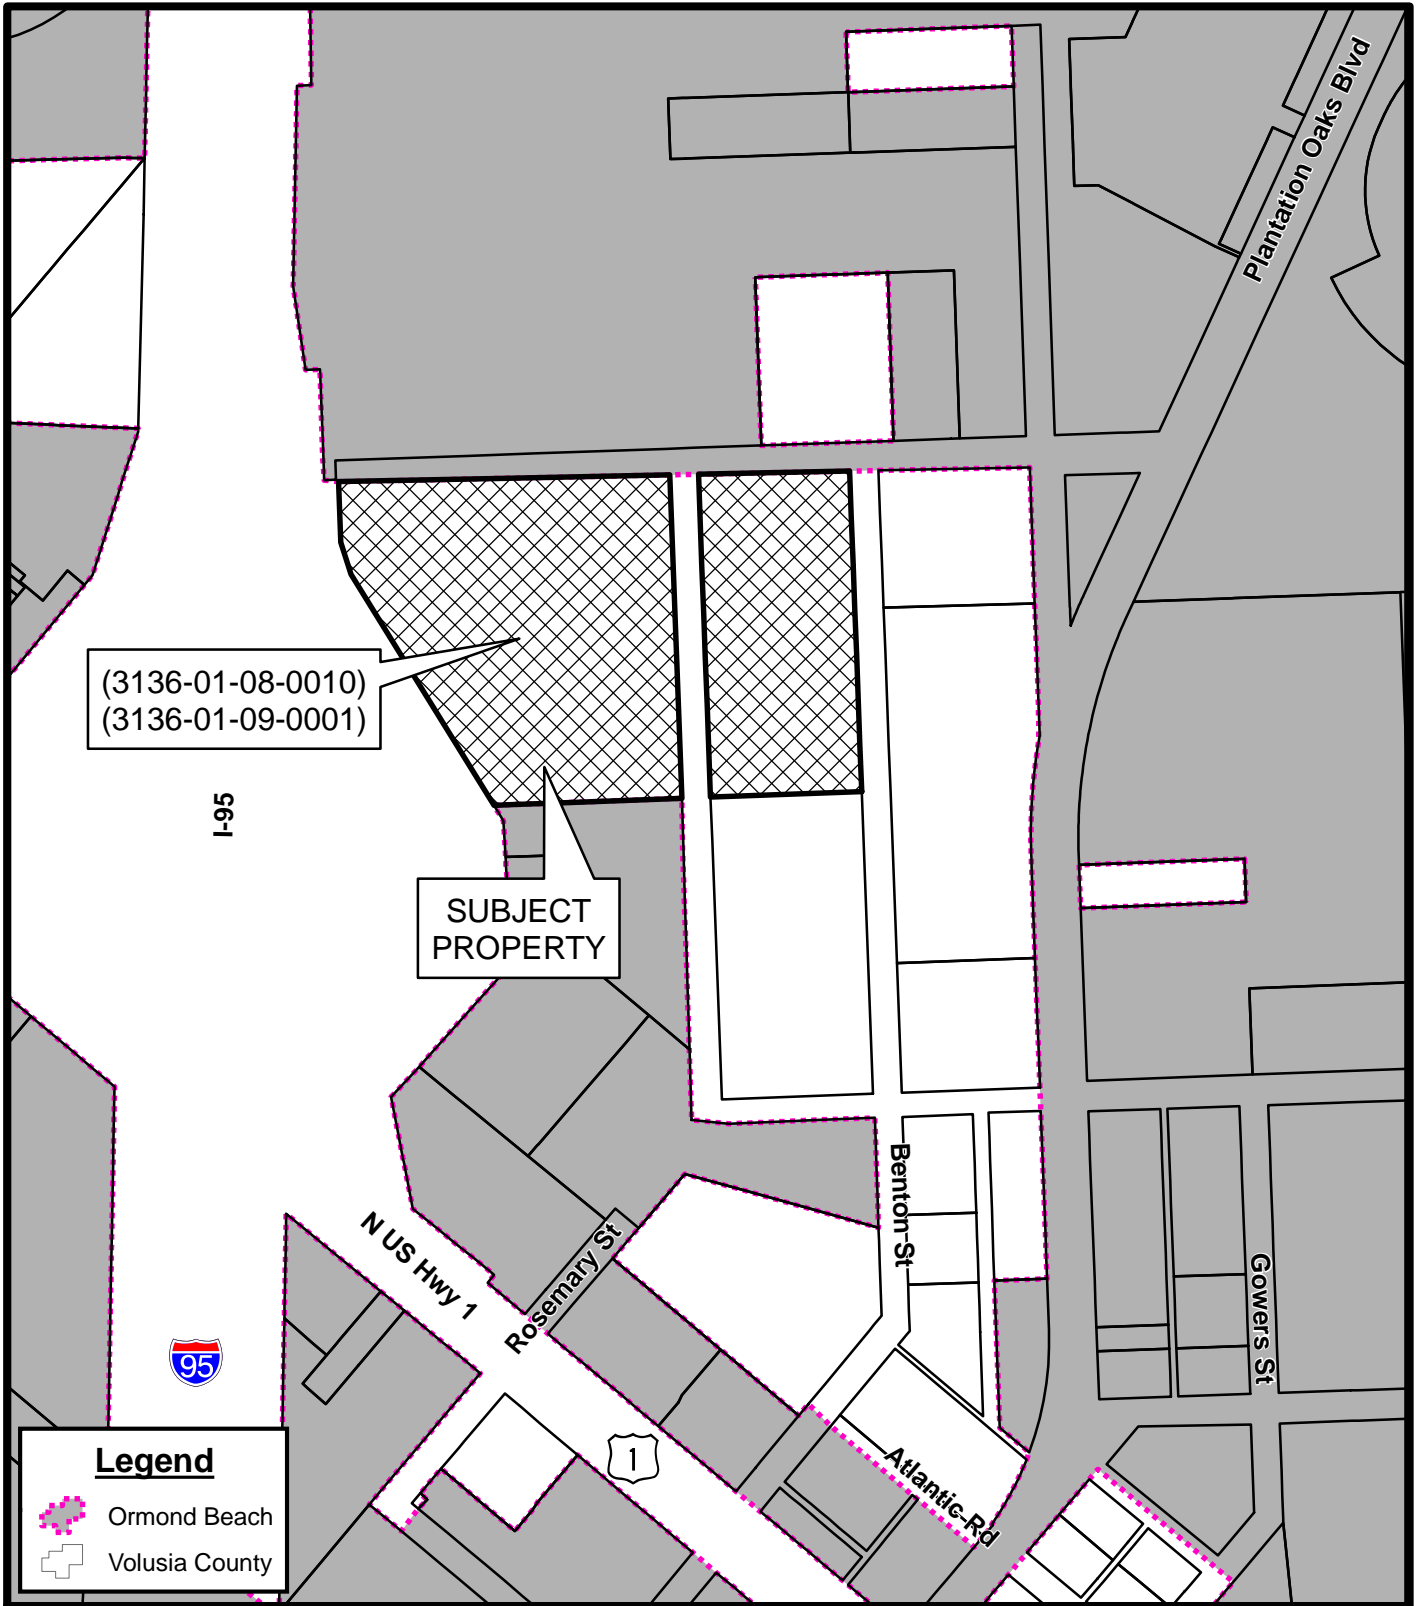 Plantation Oaks Blvd
(3136-01-08-0010)
(3136-01-09-0001)
I-95
SUBJECT
PROPERTY
Benton St
N US Hwy 1
Rosemary St
Gowers St
95
1
Atlantic Rd
Legend
Ormond Beach
Volusia County